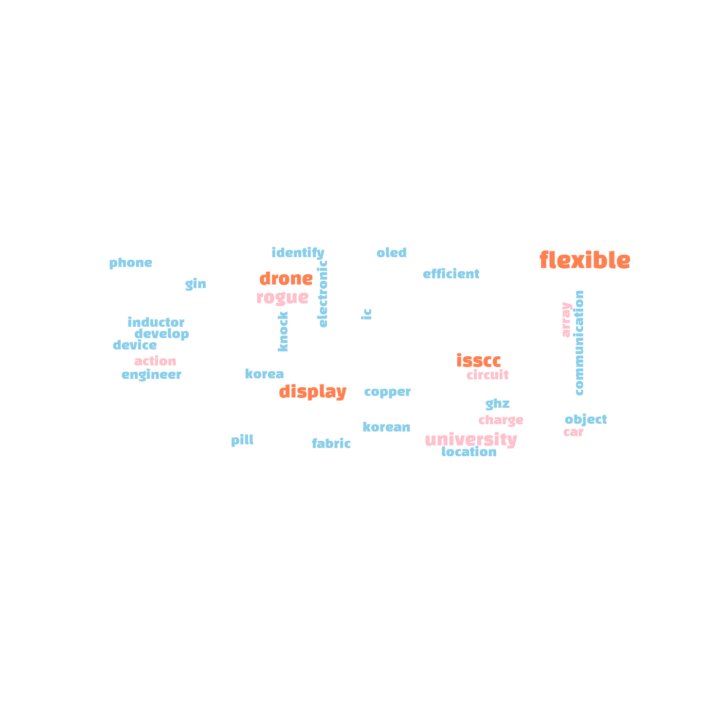 identify
oled
flexible
phone
efficient
drone
gin
electronic
rogue
array
communication
ic
knock
inductor
develop
device
action
isscc
engineer
korea
circuit
display
copper
ghz
charge
object
korean
car
pill
fabric
university
location